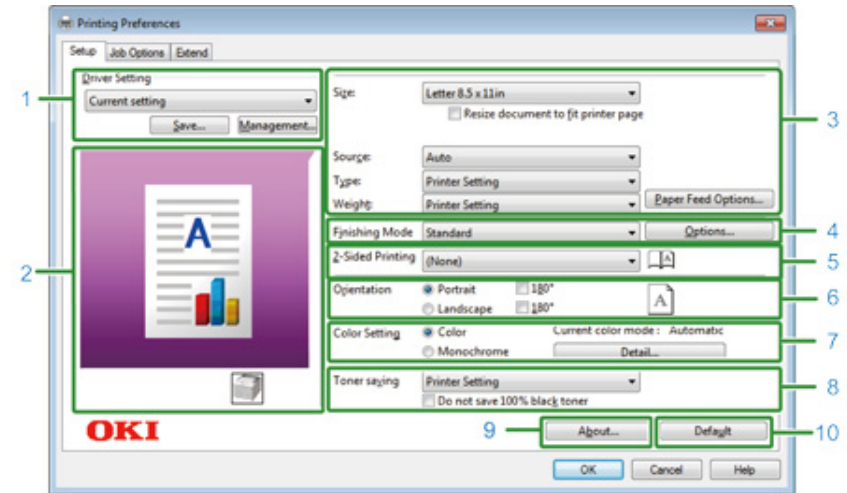 Printing Preferences
Setup Job Options Extend
Driver Setting
1
Current setting
Save... Management...
Size: Letter 8.5 x 11in
Resize document to fit printer page
3
Source: Auto
Type: Printer Setting
Weight: Printer Setting Paper Feed Options...
Finishing Mode Standard Options... 4
2
A
2-Sided Printing (None) A 5
Orientation Portrait 180°
Landscape 180°
A
6
Color Setting Color Current color mode : Automatic
Monochrome Detail...
7
Toner saving Printer Setting
Do not save 100% black toner
8
OKI
9 About... Default 10
OK Cancel Help